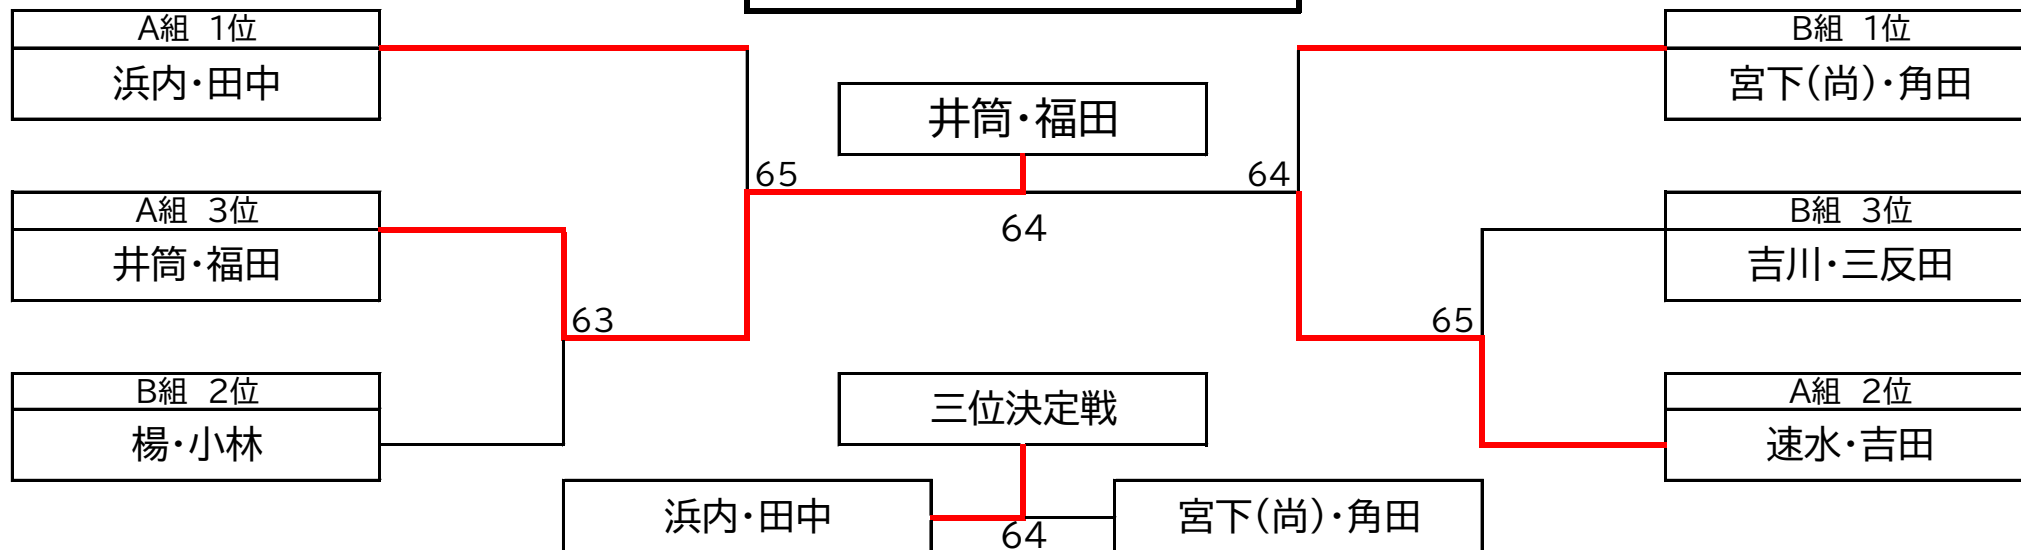 A組 1位
浜内・田中
B組 1位
宮下(尚)・角田
井筒・福田
65
64
64
A組 3位
井筒・福田
B組 3位
吉川・三反田
63
65
B組 2位
楊・小林
三位決定戦
A組 2位
速水・吉田
浜内・田中
64
宮下(尚)・角田